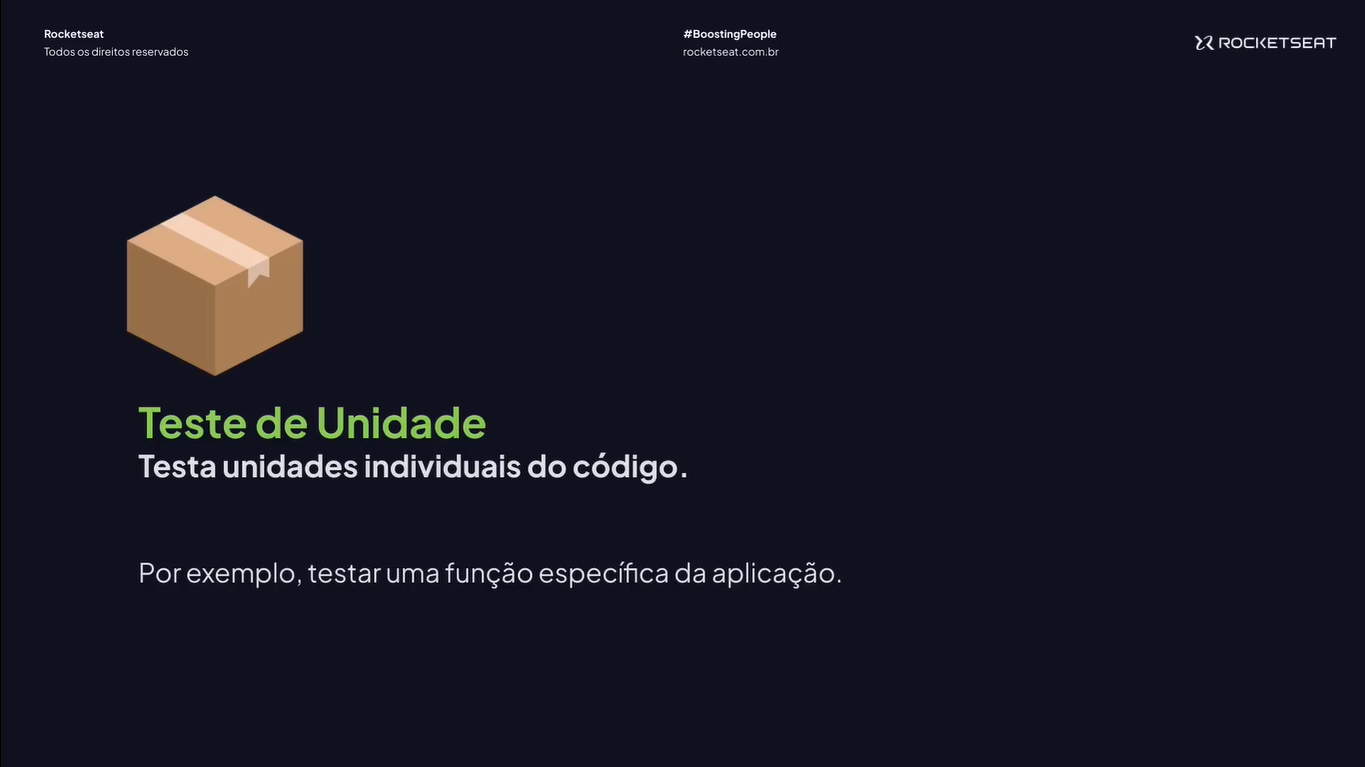 Rocketseat
Todos os direitos reservados
#BoostingPeople
rocketseat.com.br
ROCKETSEAT
Teste de Unidade
Testa unidades individuais do código.
Por exemplo, testar uma função específica da aplicação.